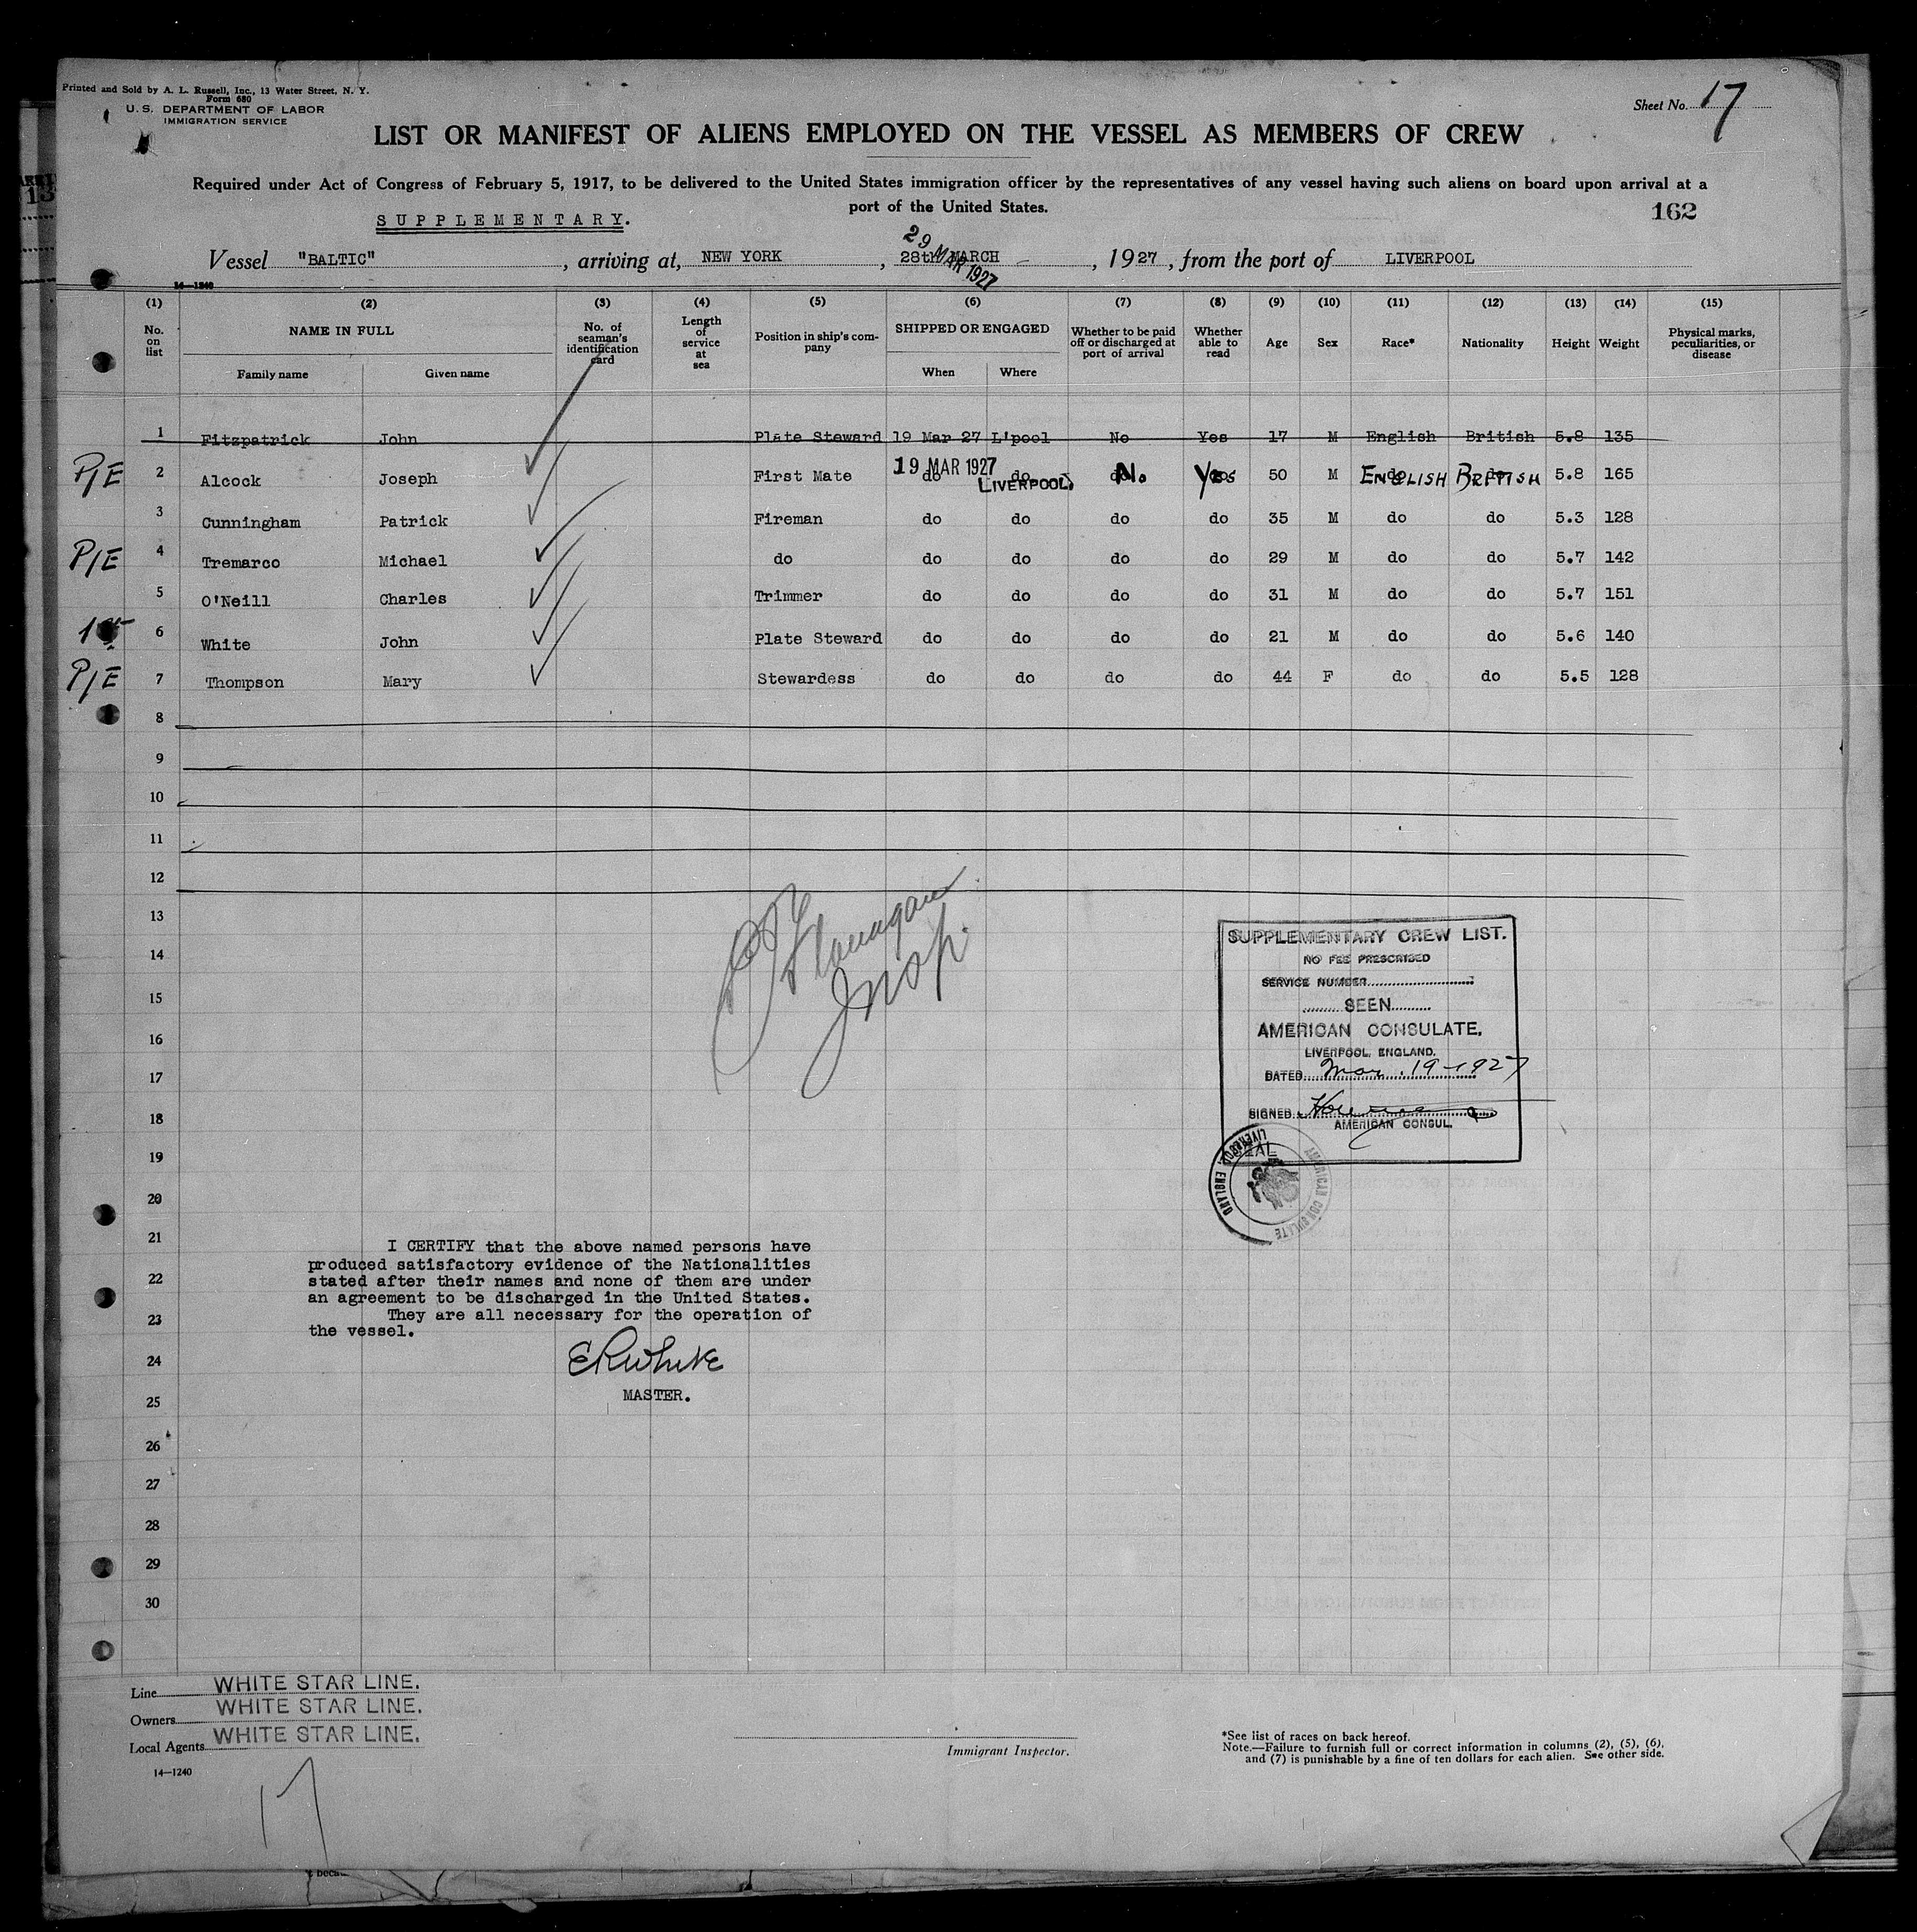 Printed and Sold by A. L. Russell, Inc., 13 Water Street, N. Y.
Form 680
U. S. DEPARTMENT OF LABOR
IMMIGRATION SERVICE
Sheet No. 17
LIST OR MANIFEST OF ALIENS EMPLOYED ON THE VESSEL AS MEMBERS OF CREW
Required under Act of Congress of February 5, 1917, to be delivered to the United States immigration officer by the representatives of any vessel having such aliens on board upon arrival at a
port of the United States.
162
SUPPLEMENTARY.
29 MAR 1927
Vessel "BALTIC", arriving at, NEW YORK, 28th MARCH, 1927, from the port of LIVERPOOL
14—1240
(1) (2) (3) (4) (5) (6) (7) (8) (9) (10) (11) (12) (13) (14) (15)
No. on list NAME IN FULL Family name Given name No. of seaman's identification card Length of service at sea Position in ship's company SHIPPED OR ENGAGED When Where Whether to be paid off or discharged at port of arrival Whether able to read Age Sex Race* Nationality Height Weight Physical marks, peculiarities, or disease
1 Fitzpatrick John Plate Steward 19 Mar 27 L'pool No Yes 17 M English British 5.8 135
P/E 2 Alcock Joseph First Mate 19 MAR 1927 do LIVERPOOL. do No. do Yes do 50 M ENGLISH do BRITISH do 5.8 165
3 Cunningham Patrick Fireman do do do do 35 M do do 5.3 128
P/E 4 Tremarco Michael do do do do do 29 M do do 5.7 142
5 O'Neill Charles Trimmer do do do do 31 M do do 5.7 151
1st 6 White John Plate Steward do do do do 21 M do do 5.6 140
P/E 7 Thompson Mary Stewardess do do do do 44 F do do 5.5 128
8
9
10
11
12
13
14
15
16
17
18
19
20
21
22
23
24
25
26
27
28
29
30
Flanagan
Insp.
SUPPLEMENTARY CREW LIST.
NO FEE PRESCRIBED
SERVICE NUMBER
SEEN
AMERICAN CONSULATE,
LIVERPOOL, ENGLAND.
DATED Mar. 19-1927
SIGNED
AMERICAN CONSUL.
SEAL
AMERICAN CONSULATE
LIVERPOOL ENGLAND
I CERTIFY that the above named persons have
produced satisfactory evidence of the Nationalities
stated after their names and none of them are under
an agreement to be discharged in the United States.
They are all necessary for the operation of
the vessel.
ERWhite
MASTER.
Line WHITE STAR LINE.
Owners WHITE STAR LINE.
Local Agents WHITE STAR LINE.
14—1240
17
Immigrant Inspector.
*See list of races on back hereof.
Note.—Failure to furnish full or correct information in columns (2), (5), (6),
and (7) is punishable by a fine of ten dollars for each alien. See other side.